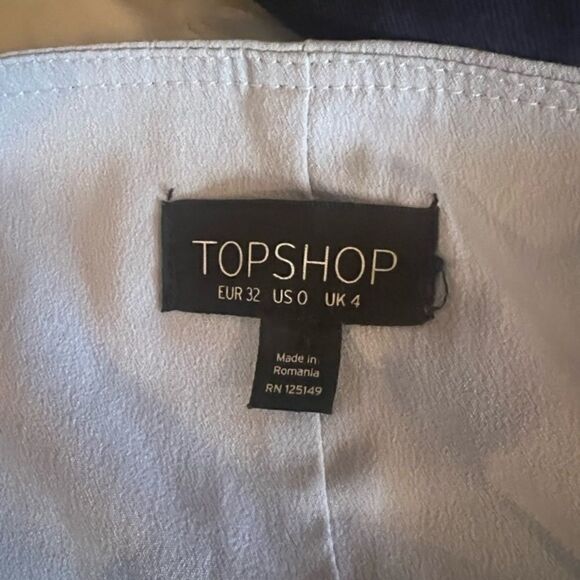 TOPSHOP
EUR 32 US 0 UK 4
Made in
Romania
RN 125149